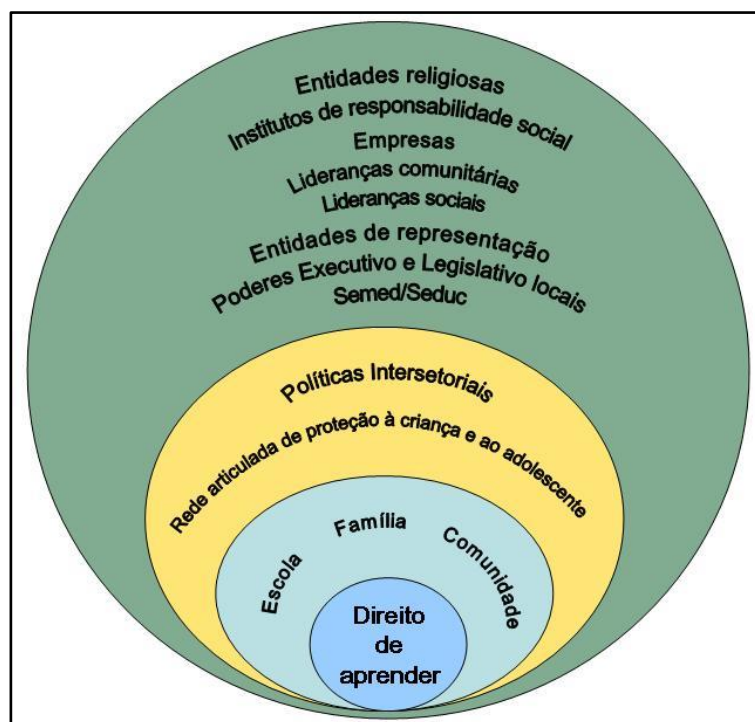 Entidades religiosas
Institutos de responsabilidade social
Empresas
Lideranças comunitárias
Lideranças sociais
Entidades de representação
Poderes Executivo e Legislativo locais
Semed/Seduc
Políticas Intersetoriais
Rede articulada de proteção à criança e ao adolescente
Escola
Família
Comunidade
Direito
de
aprender